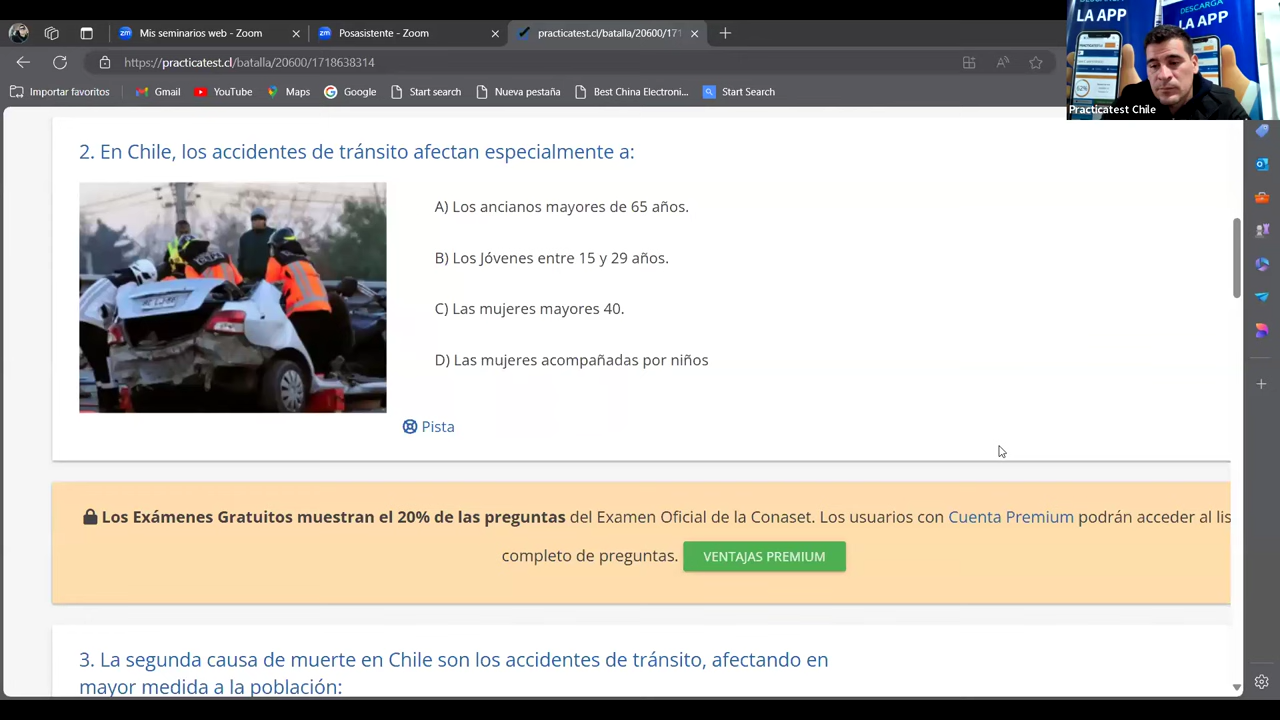 DESCARGA
LA APP
LA APP
62%
Practicatest Chile
Mis seminarios web - Zoom
Posasistente - Zoom
practicatest.cl/batalla/20600/171
https://practicatest.cl/batalla/20600/1718638314
Importar favoritos
Gmail
YouTube
Maps
Google
Start search
Nueva pestaña
Best China Electroni...
Start Search
2. En Chile, los accidentes de tránsito afectan especialmente a:
A) Los ancianos mayores de 65 años.
B) Los Jóvenes entre 15 y 29 años.
C) Las mujeres mayores 40.
D) Las mujeres acompañadas por niños
Pista
Los Exámenes Gratuitos muestran el 20% de las preguntas del Examen Oficial de la Conaset. Los usuarios con Cuenta Premium podrán acceder al lis
completo de preguntas. VENTAJAS PREMIUM
3. La segunda causa de muerte en Chile son los accidentes de tránsito, afectando en
mayor medida a la población: